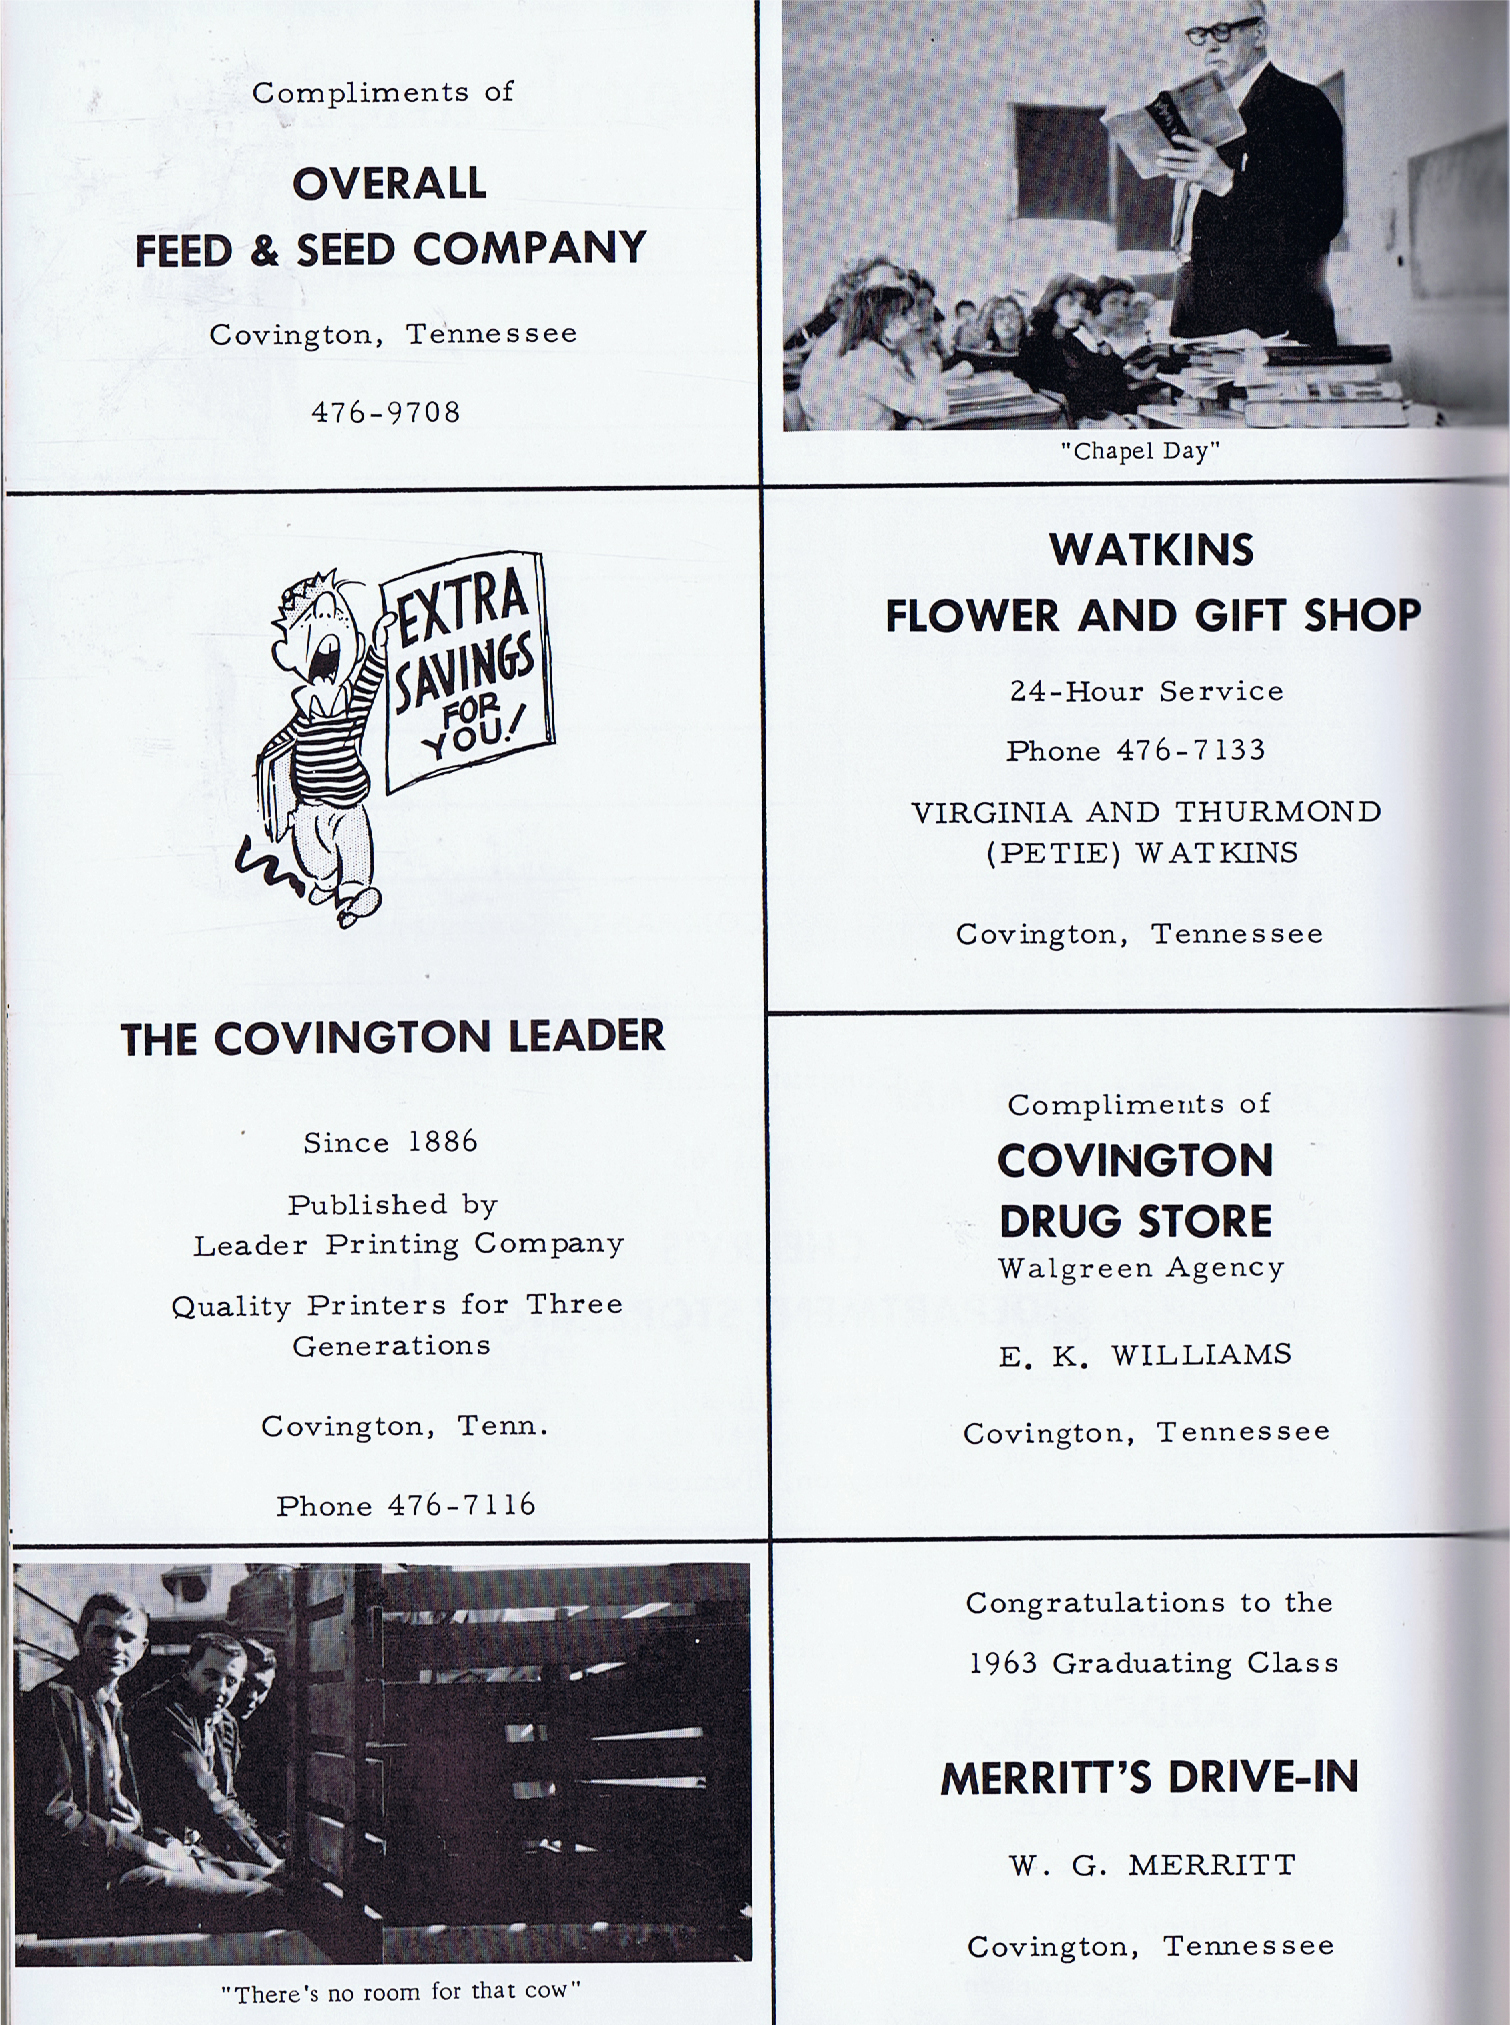 Compliments of
OVERALL
FEED & SEED COMPANY
Covington, Tennessee
476-9708
"Chapel Day"
EXTRA
SAVINGS
FOR
YOU!
THE COVINGTON LEADER
Since 1886
Published by
Leader Printing Company
Quality Printers for Three
Generations
Covington, Tenn.
Phone 476-7116
WATKINS
FLOWER AND GIFT SHOP
24-Hour Service
Phone 476-7133
VIRGINIA AND THURMOND
(PETIE) WATKINS
Covington, Tennessee
Compliments of
COVINGTON
DRUG STORE
Walgreen Agency
E. K. WILLIAMS
Covington, Tennessee
"There's no room for that cow"
Congratulations to the
1963 Graduating Class
MERRITT'S DRIVE-IN
W. G. MERRITT
Covington, Tennessee